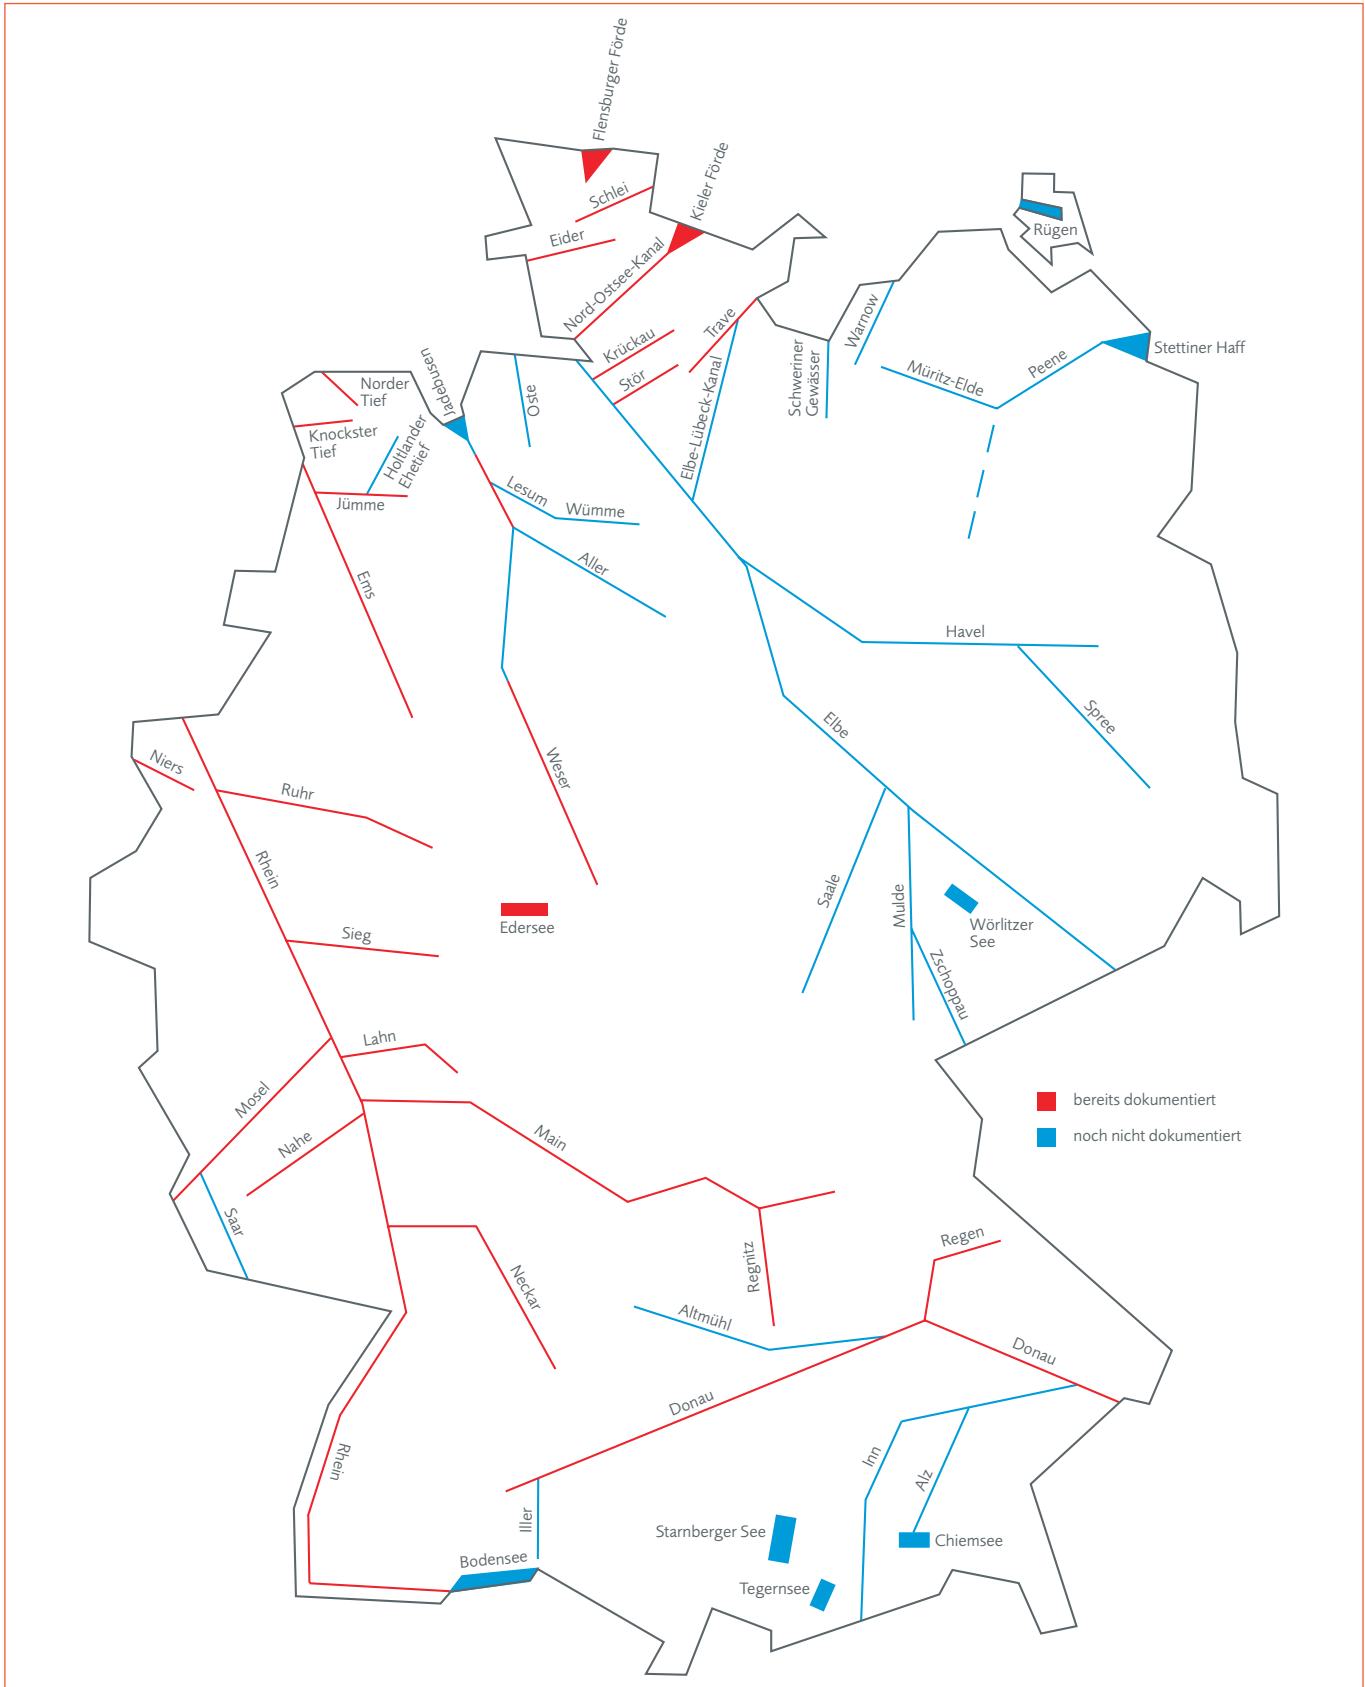 Flensburger Förde
Kieler Förde
Schlei
Rügen
Eider
Nord-Ostsee-Kanal
Warnow
Trave
Krückau
Stör
Stettiner Haff
Peene
Müritz-Elde
Schweriner
Gewässer
Elbe-Lübeck-Kanal
Jadebusen
Oste
Norder
Tief
Knockster
Tief
Holtlander
Ehetief
Jümme
Lesum
Wümme
Aller
Ems
Havel
Spree
Elbe
Weser
Niers
Ruhr
Rhein
Saale
Mulde
Wörlitzer
See
Edersee
Sieg
Zschoppau
Lahn
Mosel
Nahe
Main
bereits dokumentiert
noch nicht dokumentiert
Saar
Regnitz
Regen
Neckar
Altmühl
Donau
Donau
Rhein
Inn
Alz
Iller
Starnberger See
Chiemsee
Bodensee
Tegernsee